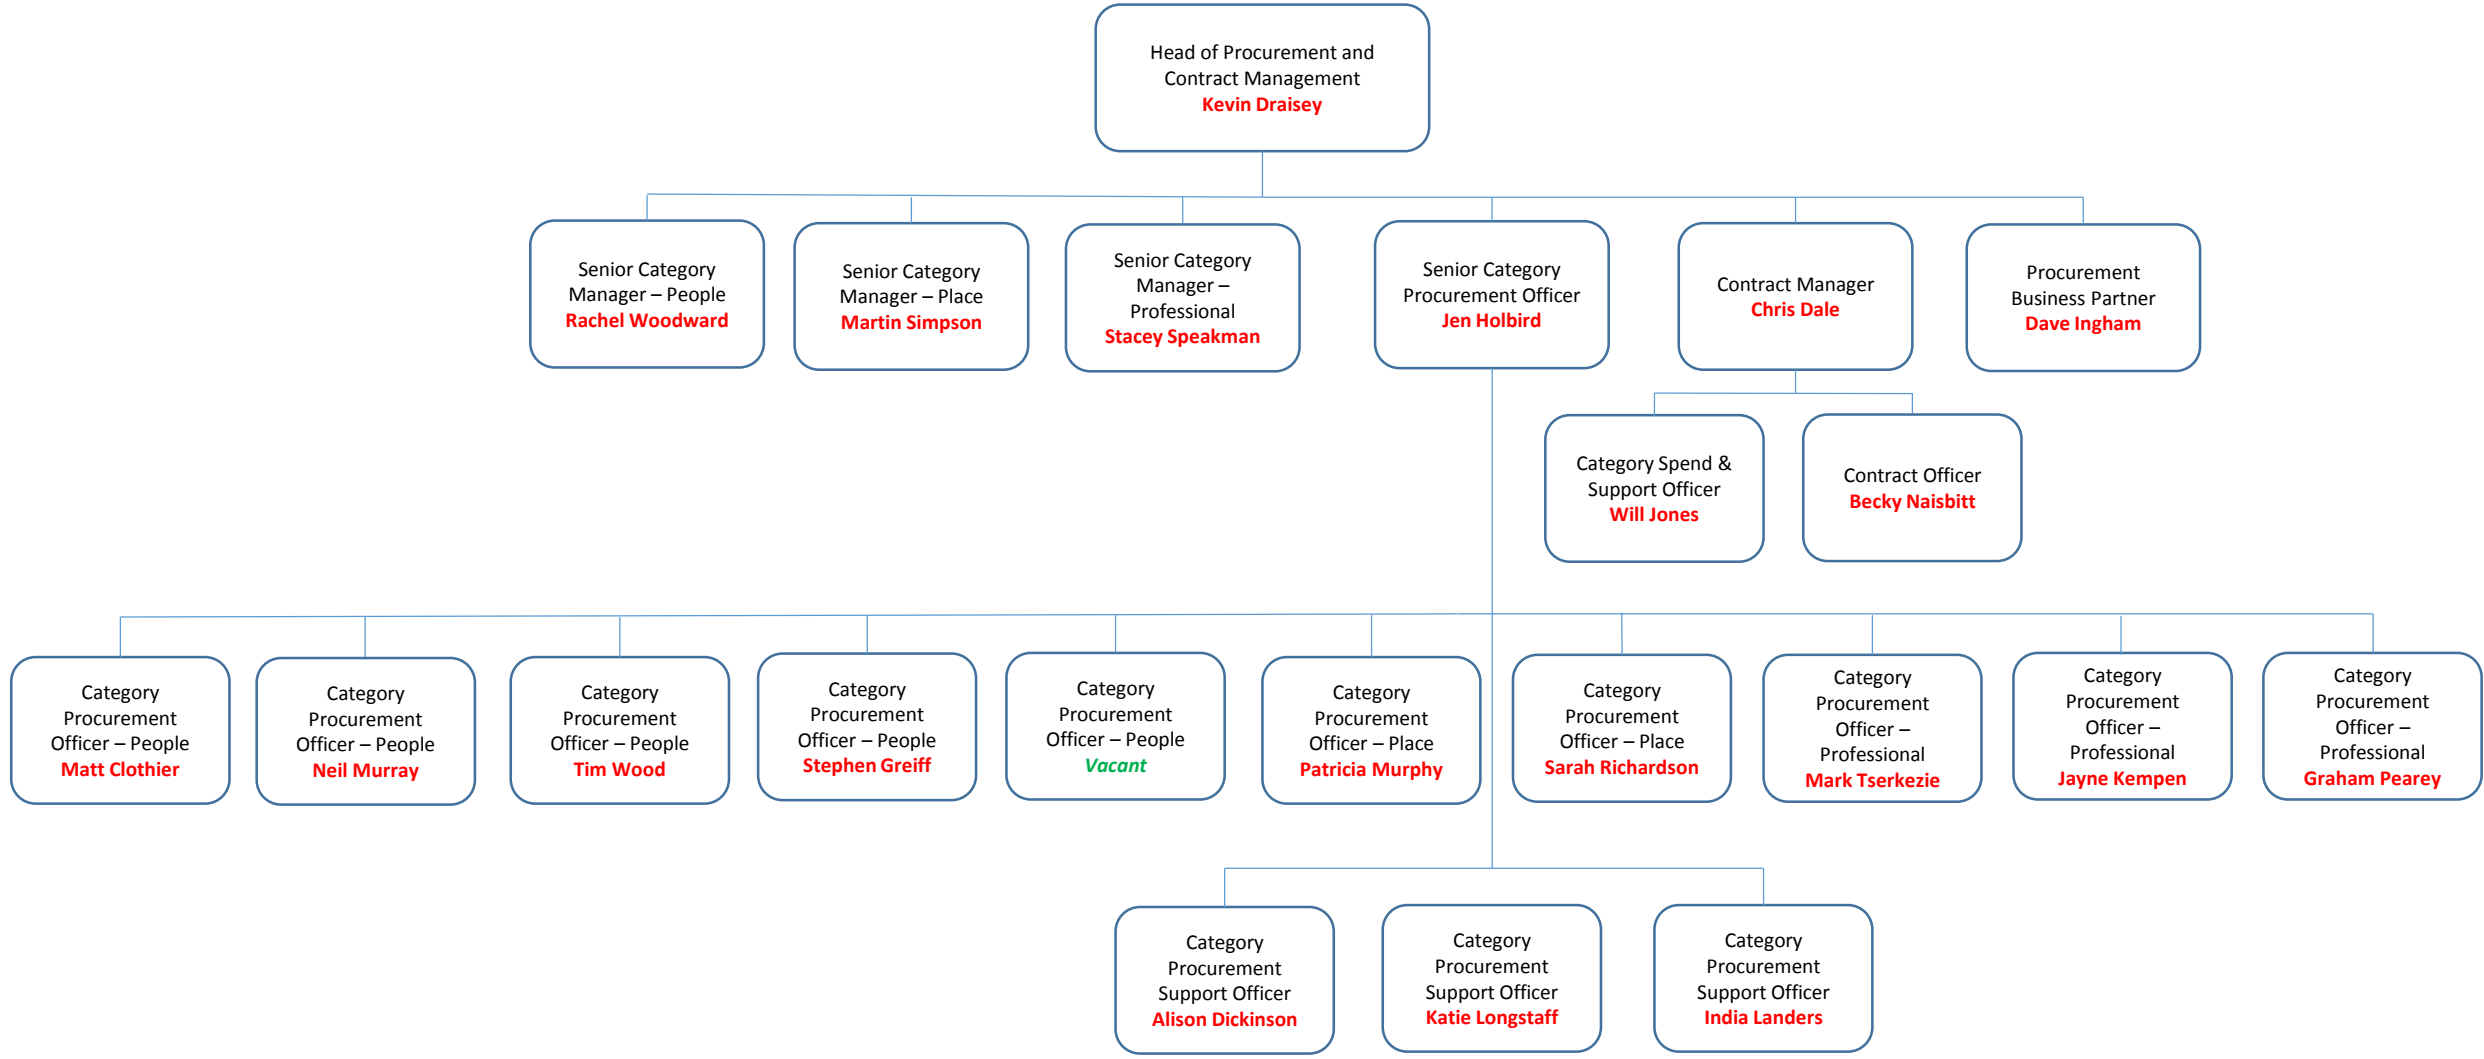 Head of Procurement and
Contract Management
Kevin Draisey
Senior Category
Manager – People
Rachel Woodward
Senior Category
Manager – Place
Martin Simpson
Senior Category
Manager –
Professional
Stacey Speakman
Senior Category
Procurement Officer
Jen Holbird
Contract Manager
Chris Dale
Procurement
Business Partner
Dave Ingham
Category Spend &
Support Officer
Will Jones
Contract Officer
Becky Naisbitt
Category
Procurement
Officer – People
Matt Clothier
Category
Procurement
Officer – People
Neil Murray
Category
Procurement
Officer – People
Tim Wood
Category
Procurement
Officer – People
Stephen Greiff
Category
Procurement
Officer – People
Vacant
Category
Procurement
Officer – Place
Patricia Murphy
Category
Procurement
Officer – Place
Sarah Richardson
Category
Procurement
Officer –
Professional
Mark Tserkezie
Category
Procurement
Officer –
Professional
Jayne Kempen
Category
Procurement
Officer –
Professional
Graham Pearey
Category
Procurement
Support Officer
Alison Dickinson
Category
Procurement
Support Officer
Katie Longstaff
Category
Procurement
Support Officer
India Landers